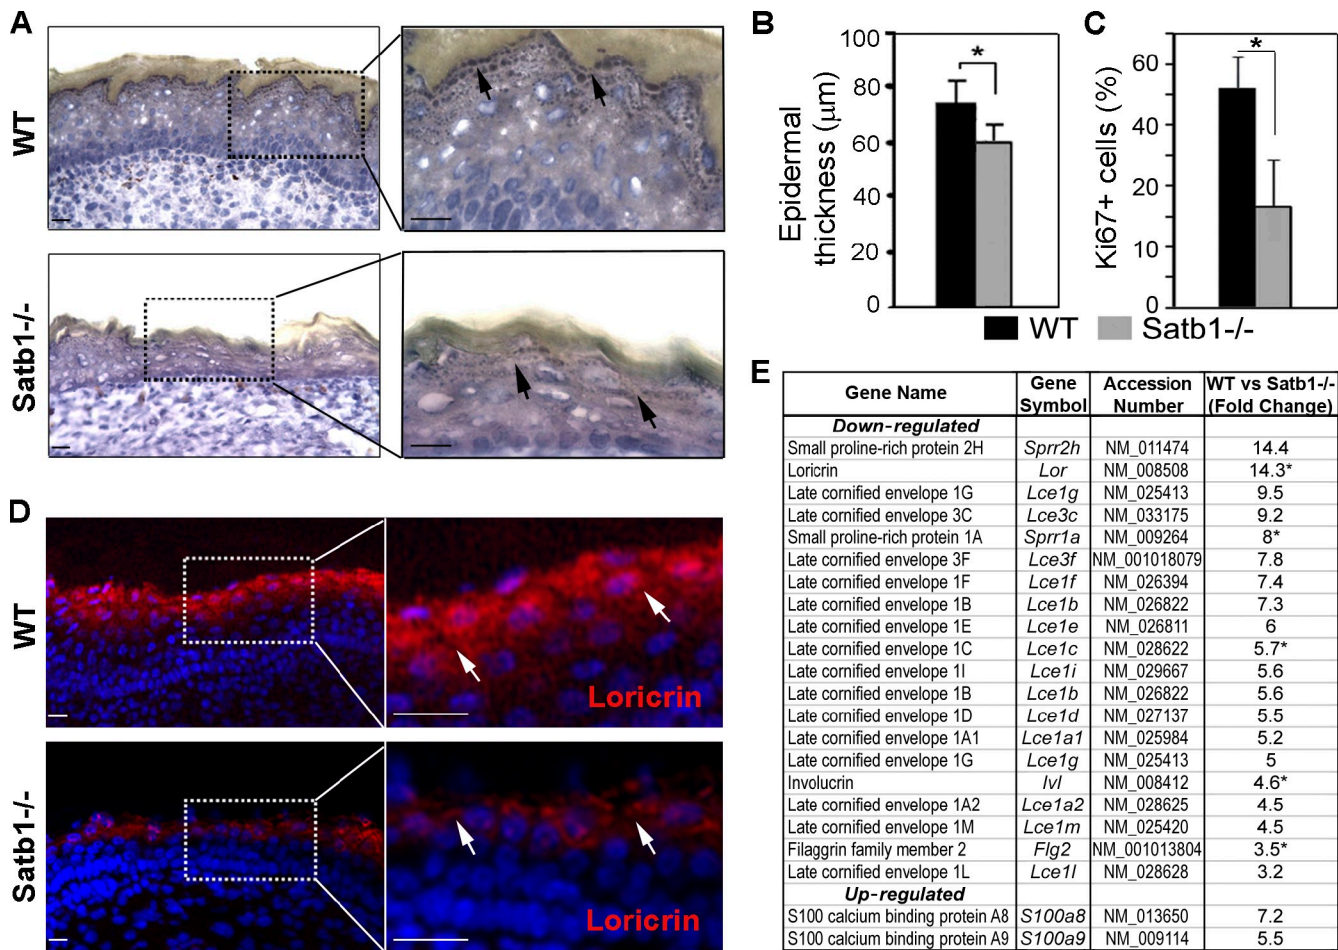 A
WT
Satb1-/-
B
Epidermal
thickness (μm)
100
80
60
40
20
0
*
C
Ki67+ cells (%)
40
30
20
10
0
*
WT
Satb1-/-
D
WT
Loricrin
Satb1-/-
Loricrin
E
Gene Name Gene Symbol Accession Number WT vs Satb1-/- (Fold Change)
Down-regulated
Small proline-rich protein 2H Sprr2h NM_011474 14.4
Loricrin Lor NM_008508 14.3*
Late cornified envelope 1G Lce1g NM_025413 9.5
Late cornified envelope 3C Lce3c NM_033175 9.2
Small proline-rich protein 1A Sprr1a NM_009264 8*
Late cornified envelope 3F Lce3f NM_001018079 7.8
Late cornified envelope 1F Lce1f NM_026394 7.4
Late cornified envelope 1B Lce1b NM_026822 7.3
Late cornified envelope 1E Lce1e NM_026811 6
Late cornified envelope 1C Lce1c NM_028622 5.7*
Late cornified envelope 1I Lce1i NM_029667 5.6
Late cornified envelope 1B Lce1b NM_026822 5.6
Late cornified envelope 1D Lce1d NM_027137 5.5
Late cornified envelope 1A1 Lce1a1 NM_025984 5.2
Late cornified envelope 1G Lce1g NM_025413 5
Involucrin Ivl NM_008412 4.6*
Late cornified envelope 1A2 Lce1a2 NM_028625 4.5
Late cornified envelope 1M Lce1m NM_025420 4.5
Filaggrin family member 2 Flg2 NM_001013804 3.5*
Late cornified envelope 1L Lce1l NM_028628 3.2
Up-regulated
S100 calcium binding protein A8 S100a8 NM_013650 7.2
S100 calcium binding protein A9 S100a9 NM_009114 5.5